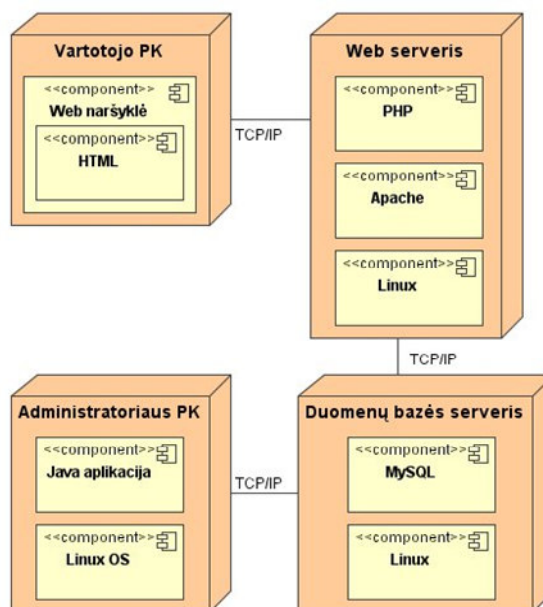 Vartotojo PK
<<component>>
Web naršyklė
<<component>>
HTML
TCP/IP
Web serveris
<<component>>
PHP
<<component>>
Apache
<<component>>
Linux
TCP/IP
Administratoriaus PK
<<component>>
Java aplikacija
<<component>>
Linux OS
TCP/IP
Duomenų bazės serveris
<<component>>
MySQL
<<component>>
Linux